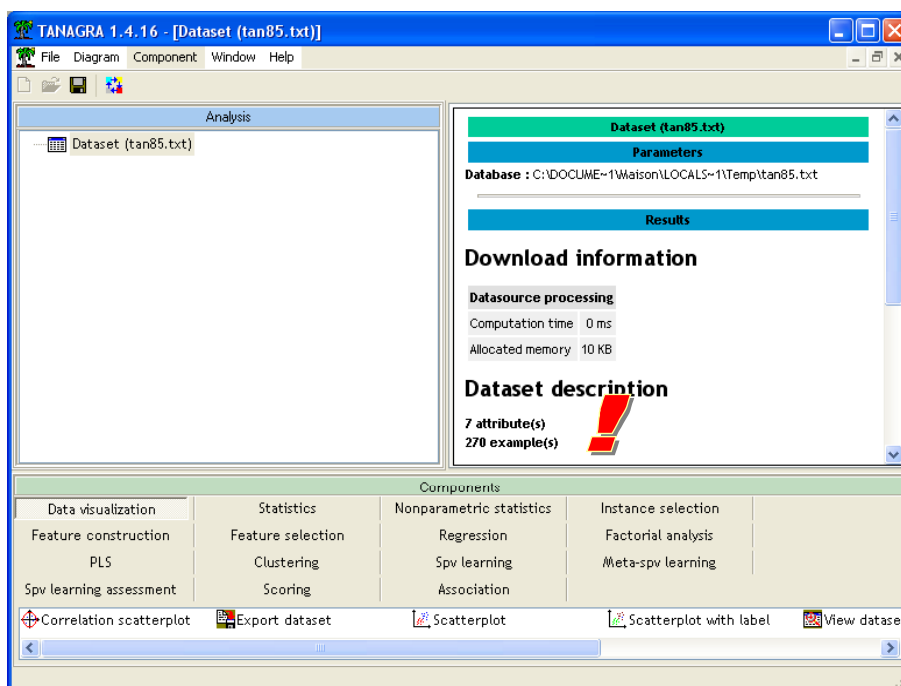 TANAGRA 1.4.16 - [Dataset (tan85.txt)]
File Diagram Component Window Help
Analysis
Dataset (tan85.txt)
Dataset (tan85.txt)
Parameters
Database : C:\DOCUME~1\Maison\LOCALS~1\Temp\tan85.txt
Results
Download information
Datasource processing
Computation time 0 ms
Allocated memory 10 KB
Dataset description
7 attribute(s)
270 example(s)
Components
Data visualization Statistics Nonparametric statistics Instance selection
Feature construction Feature selection Regression Factorial analysis
PLS Clustering Spv learning Meta-spv learning
Spv learning assessment Scoring Association
Correlation scatterplot Export dataset Scatterplot Scatterplot with label View datase